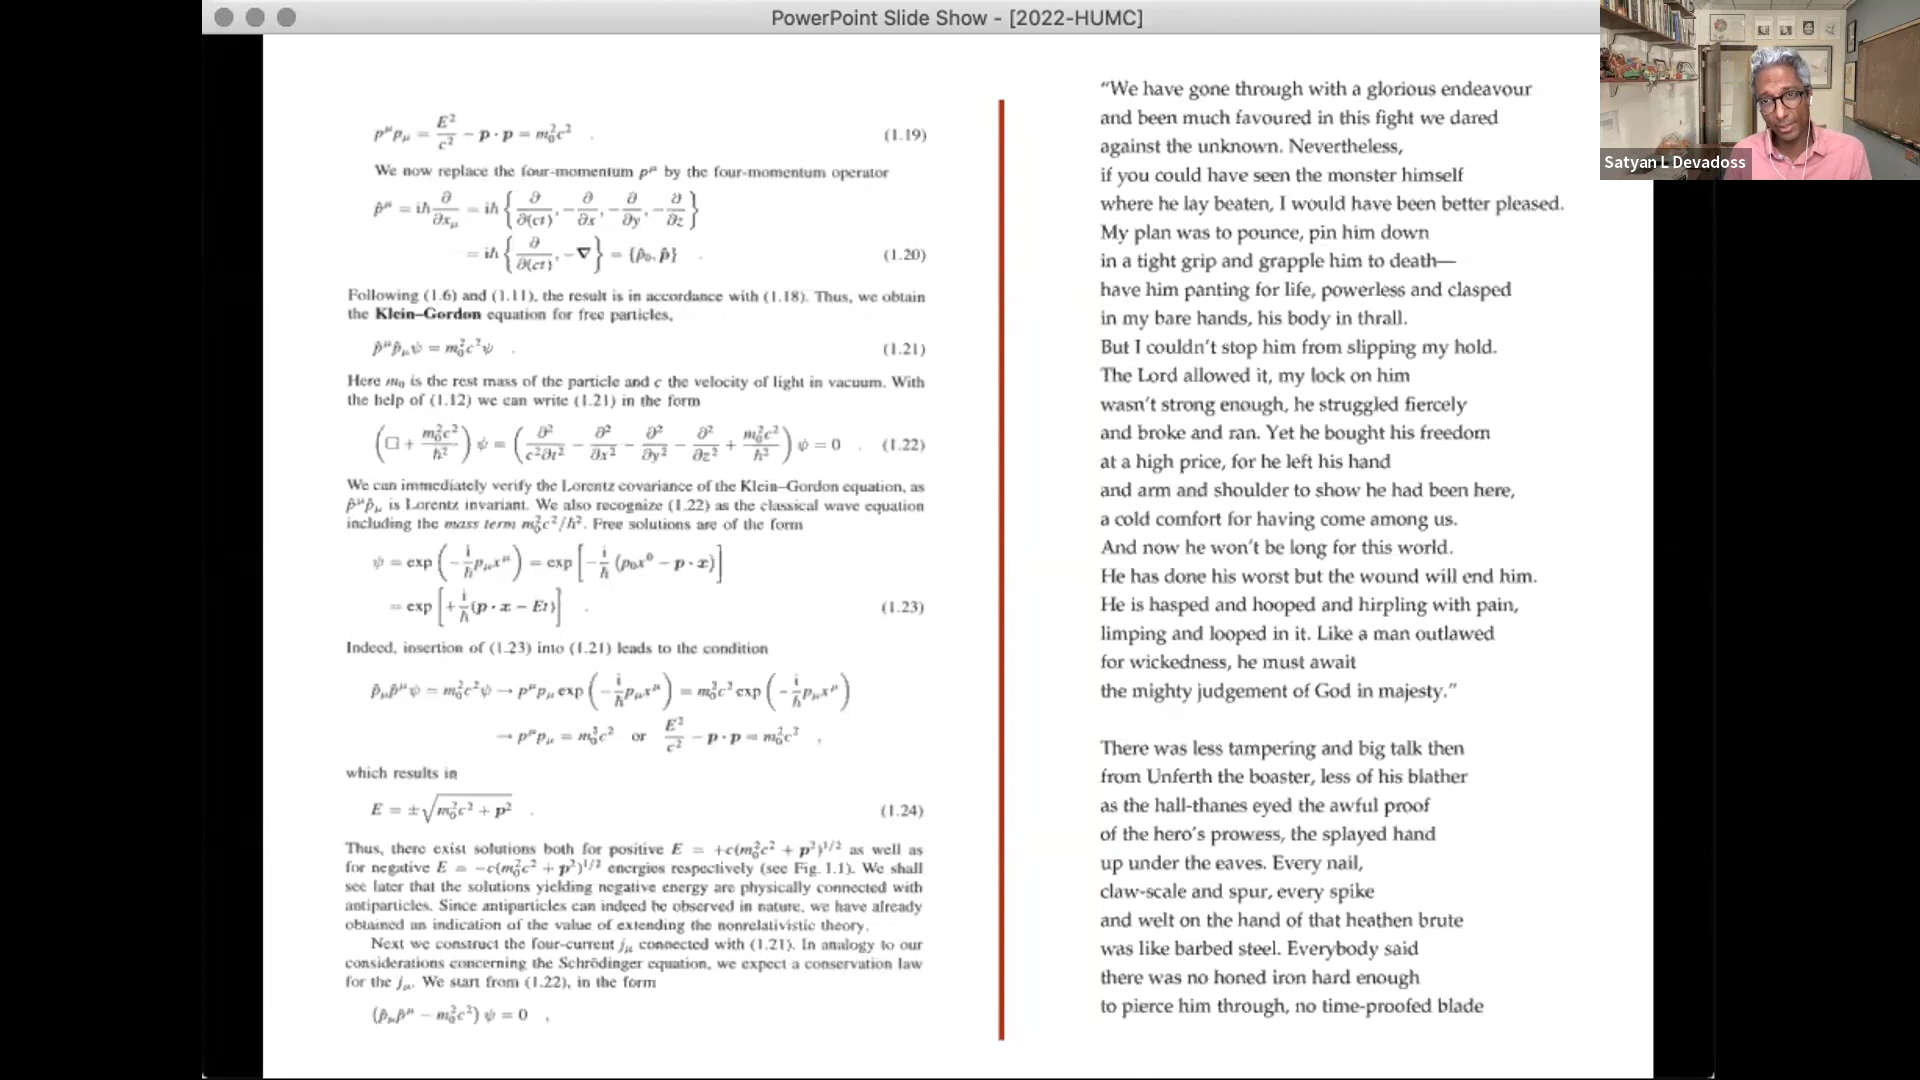 PowerPoint Slide Show - [2022-HUMC]
Satyan L Devadoss
p^μ p_μ = E²/c² − p · p = m₀²c² . (1.19)
We now replace the four-momentum p^μ by the four-momentum operator
p̂^μ = iħ ∂/∂x_μ = iħ { ∂/∂(ct), −∂/∂x, −∂/∂y, −∂/∂z }
= iħ { ∂/∂(ct), −∇ } = {p̂₀, p̂} . (1.20)
Following (1.6) and (1.11), the result is in accordance with (1.18). Thus, we obtain
the Klein–Gordon equation for free particles,
p̂^μ p̂_μ ψ = m₀²c²ψ . (1.21)
Here m₀ is the rest mass of the particle and c the velocity of light in vacuum. With
the help of (1.12) we can write (1.21) in the form
(□ + m₀²c²/ħ²) ψ = (∂²/c²∂t² − ∂²/∂x² − ∂²/∂y² − ∂²/∂z² + m₀²c²/ħ²) ψ = 0 . (1.22)
We can immediately verify the Lorentz covariance of the Klein–Gordon equation, as
p̂^μ p̂_μ is Lorentz invariant. We also recognize (1.22) as the classical wave equation
including the mass term m₀²c²/ħ². Free solutions are of the form
ψ = exp(−i/ħ p_μ x^μ) = exp[−i/ħ (p₀x⁰ − p · x)]
= exp[+i/ħ (p · x − Et)] . (1.23)
Indeed, insertion of (1.23) into (1.21) leads to the condition
p̂_μ p̂^μ ψ = m₀²c²ψ → p^μ p_μ exp(−i/ħ p_μ x^μ) = m₀²c² exp(−i/ħ p_μ x^μ)
→ p^μ p_μ = m₀²c² or E²/c² − p · p = m₀²c² ,
which results in
E = ±√(m₀²c² + p²) . (1.24)
Thus, there exist solutions both for positive E = +c(m₀²c² + p²)^1/2 as well as
for negative E = −c(m₀²c² + p²)^1/2 energies respectively (see Fig. 1.1). We shall
see later that the solutions yielding negative energy are physically connected with
antiparticles. Since antiparticles can indeed be observed in nature, we have already
obtained an indication of the value of extending the nonrelativistic theory.
Next we construct the four-current j_μ connected with (1.21). In analogy to our
considerations concerning the Schrödinger equation, we expect a conservation law
for the j_μ. We start from (1.22), in the form
(p̂_μ p̂^μ − m₀²c²) ψ = 0 ,
“We have gone through with a glorious endeavour
and been much favoured in this fight we dared
against the unknown. Nevertheless,
if you could have seen the monster himself
where he lay beaten, I would have been better pleased.
My plan was to pounce, pin him down
in a tight grip and grapple him to death—
have him panting for life, powerless and clasped
in my bare hands, his body in thrall.
But I couldn’t stop him from slipping my hold.
The Lord allowed it, my lock on him
wasn’t strong enough, he struggled fiercely
and broke and ran. Yet he bought his freedom
at a high price, for he left his hand
and arm and shoulder to show he had been here,
a cold comfort for having come among us.
And now he won’t be long for this world.
He has done his worst but the wound will end him.
He is hasped and hooped and hirpling with pain,
limping and looped in it. Like a man outlawed
for wickedness, he must await
the mighty judgement of God in majesty.”
There was less tampering and big talk then
from Unferth the boaster, less of his blather
as the hall-thanes eyed the awful proof
of the hero’s prowess, the splayed hand
up under the eaves. Every nail,
claw-scale and spur, every spike
and welt on the hand of that heathen brute
was like barbed steel. Everybody said
there was no honed iron hard enough
to pierce him through, no time-proofed blade